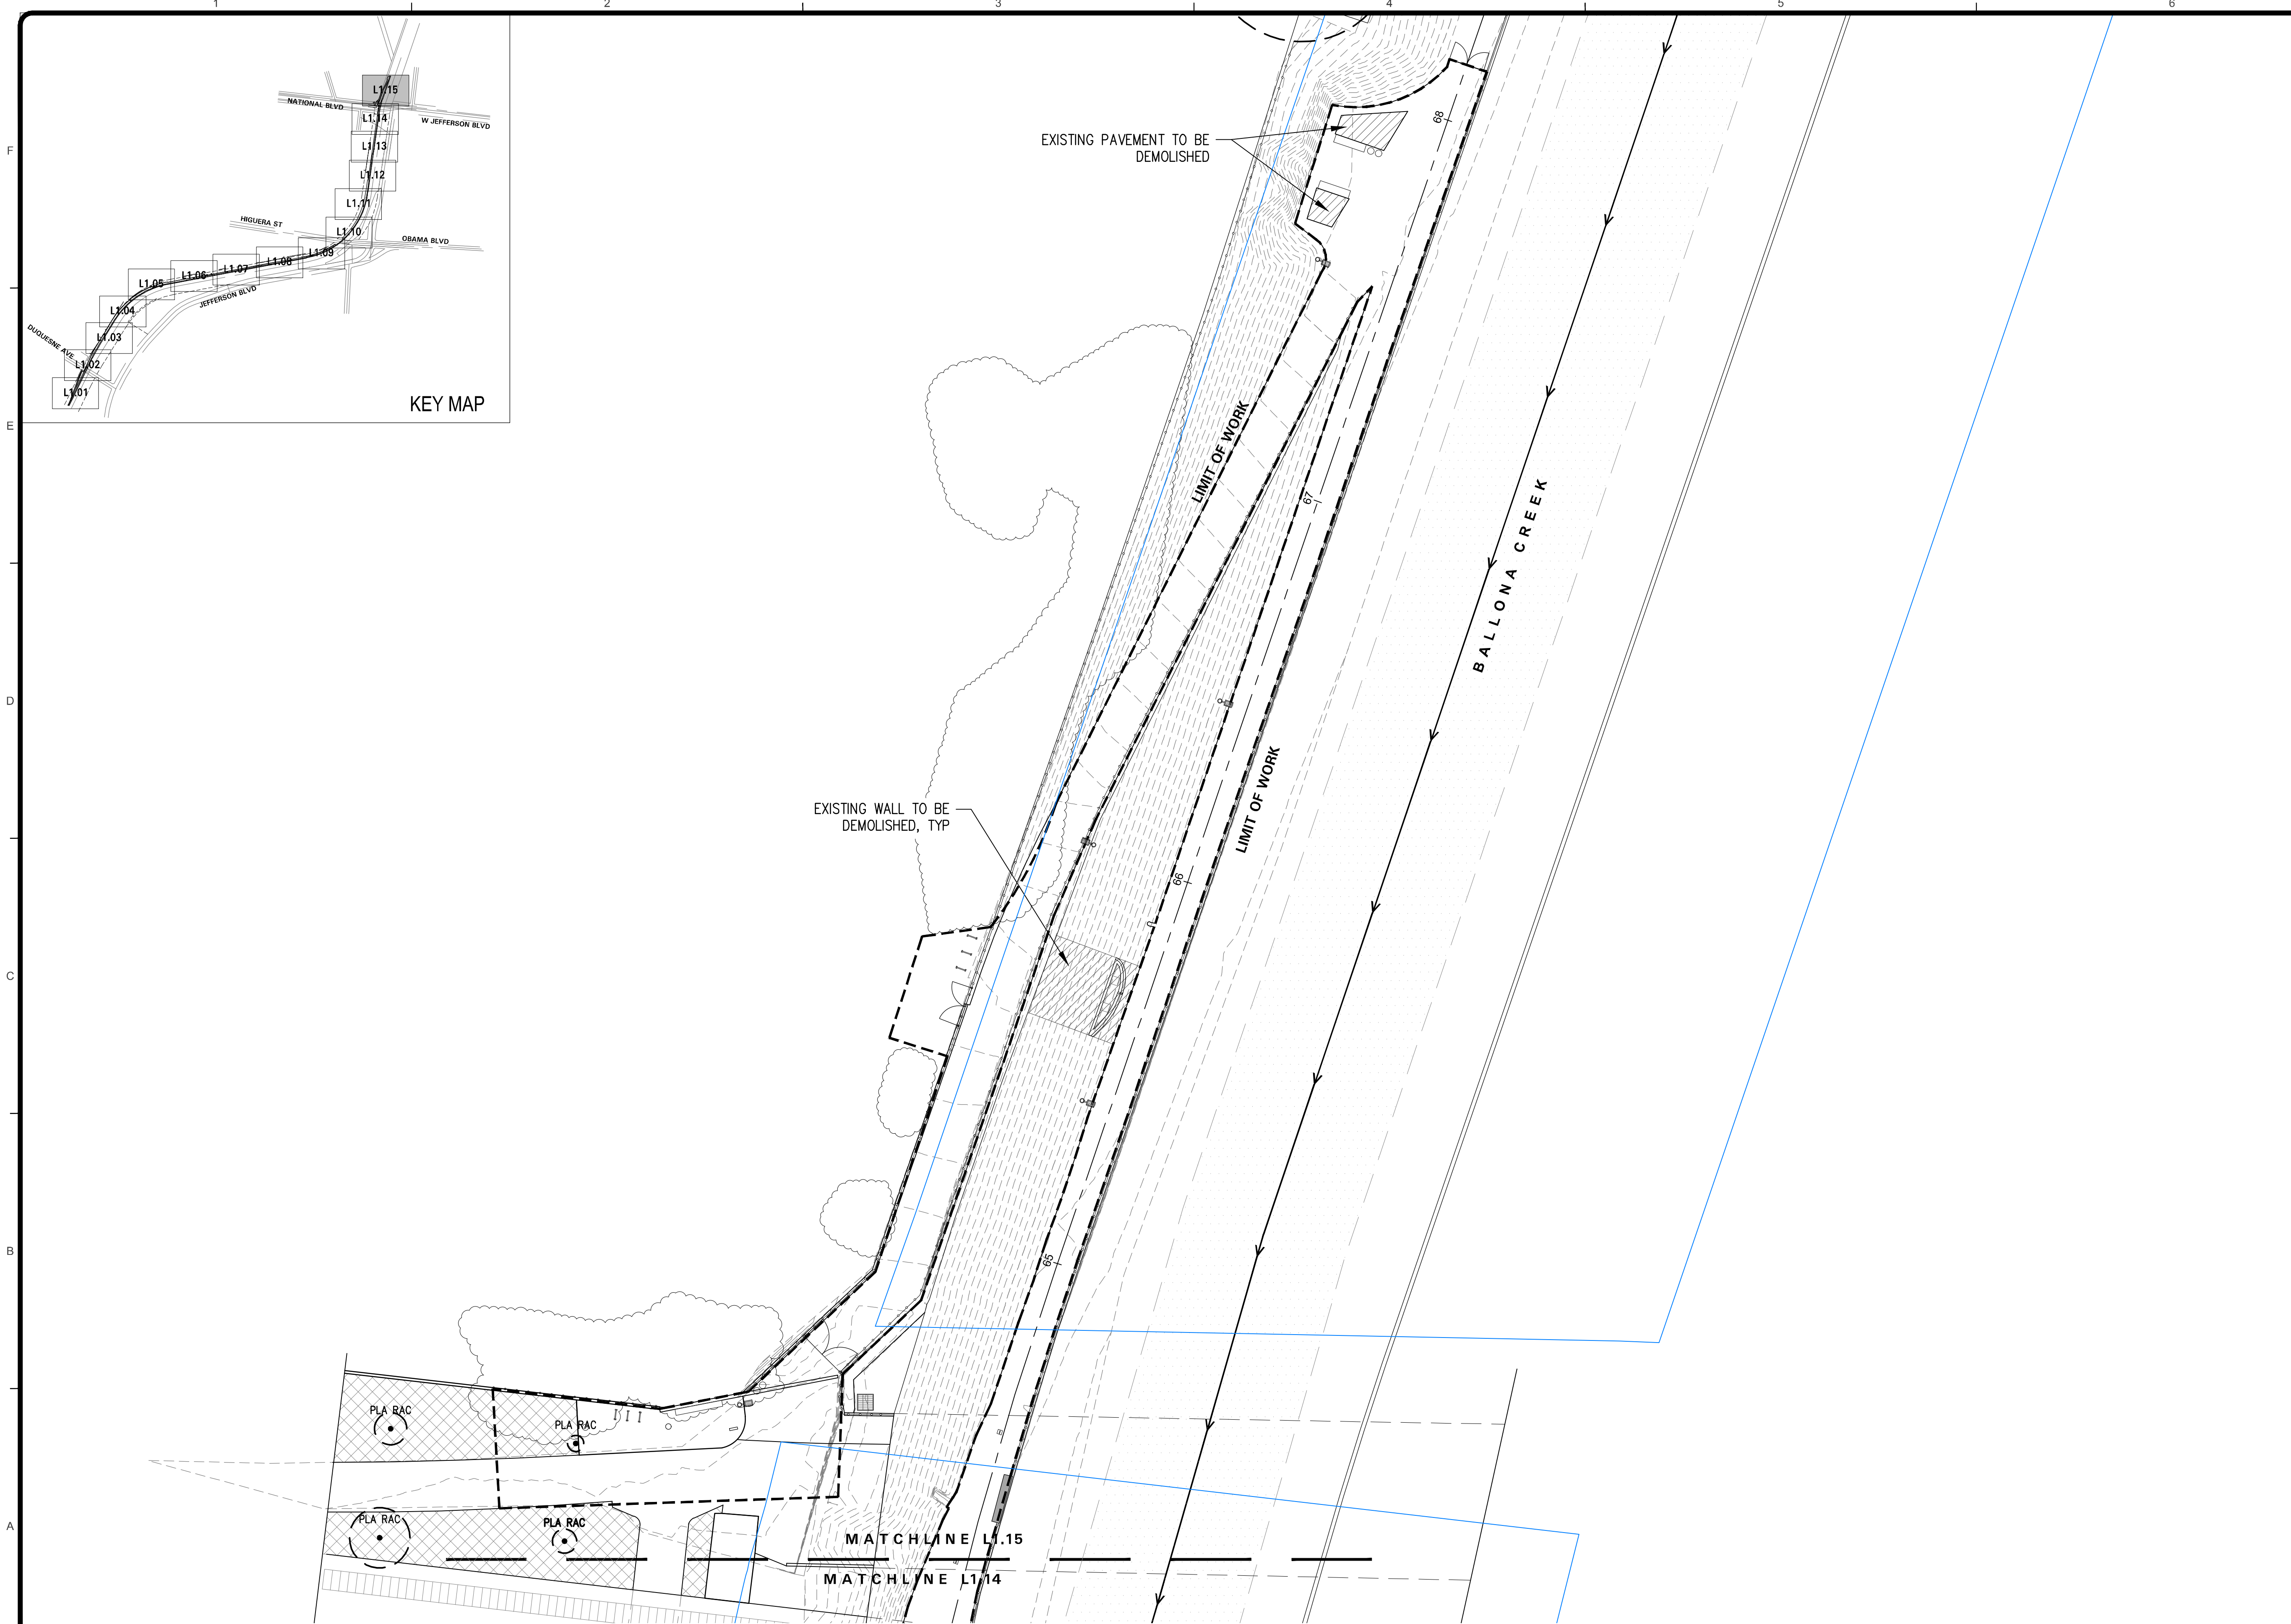 1
2
3
4
5
6
F
E
D
C
B
A
L1.15
NATIONAL BLVD
W JEFFERSON BLVD
L1.14
L1.13
L1.12
L1.11
HIGUERA ST
L1.10
OBAMA BLVD
L1.09
L1.08
L1.07
L1.06
L1.05
JEFFERSON BLVD
L1.04
DUQUESNE AVE
L1.03
L1.02
L1.01
KEY MAP
EXISTING PAVEMENT TO BE
DEMOLISHED
68
LIMIT OF WORK
67
BALLONA CREEK
EXISTING WALL TO BE
DEMOLISHED, TYP
LIMIT OF WORK
66
65
PLA RAC
PLA RAC
PLA RAC
PLA RAC
MATCHLINE L1.15
MATCHLINE L1.14